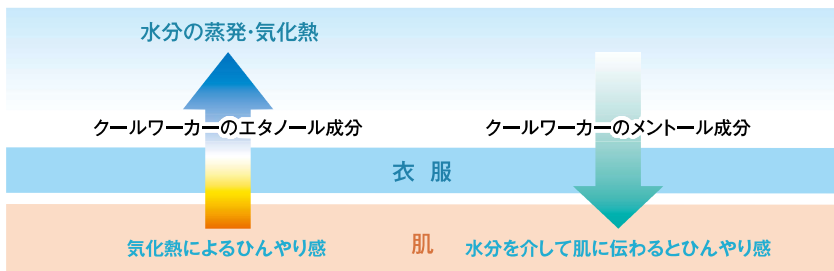 水分の蒸発・気化熱
クールワーカーのエタノール成分
クールワーカーのメントール成分
衣 服
肌
気化熱によるひんやり感
水分を介して肌に伝わるとひんやり感